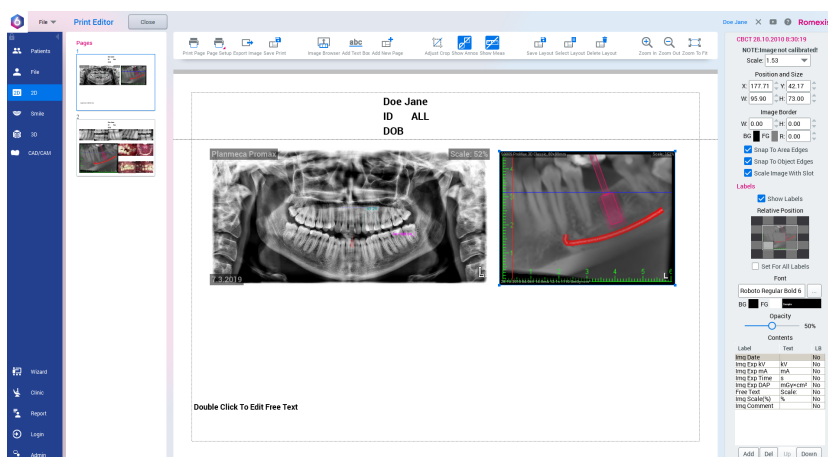 File
Print Editor
Close
Doe Jane
Romexis
Patients
File
2D
Smile
3D
CAD/CAM
Wizard
Clinic
Report
Login
Admin
Pages
1
2
Print Page Page Setup Export Image Save Print
Image Browser Add Text Bar Add New Page
Adjust Crop Show Annos Show Meas
Save Layout Select Layout Delete Layout
Zoom In Zoom Out Zoom To Fit
abc
Doe Jane
ID ALL
DOB
Planmeca Promax
Scale: 52%
7.3.2019
L
3 4 5 6
L
Double Click To Edit Free Text
CBCT 28.10.2010 8:30:19
NOTE:Image not calibrated!
Scale: 1.53
Position and Size
X: 177.71 Y: 42.17
W: 95.90 H: 73.00
Image Border
W: 0.00 H: 0.00
BG FG R: 0.00
Snap To Area Edges
Snap To Object Edges
Scale Image With Slot
Labels
Show Labels
Relative Position
Set For All Labels
Font
Roboto Regular Bold 6 ...
BG FG
Opacity
50%
Contents
Label Text LB
Img Date No
Img Exp kV kV No
Img Exp mA mA No
Img Exp Time s No
Img Exp DAP mGy×cm² No
Free Text Scale: No
Img Scale(%) % No
Img Comment No
Add Del Up Down